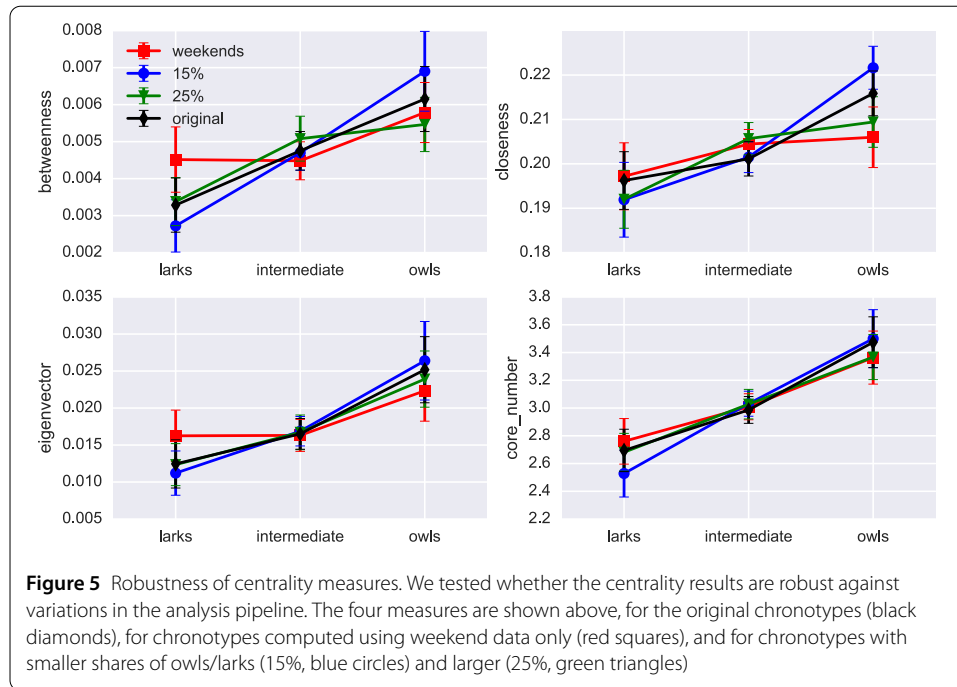 0.008
0.007
0.006
0.005
0.004
0.003
0.002
betweenness
weekends
15%
25%
original
larks intermediate owls
0.22
0.21
0.20
0.19
0.18
closeness
larks intermediate owls
0.035
0.030
0.025
0.020
0.015
0.010
0.005
eigenvector
larks intermediate owls
3.8
3.6
3.4
3.2
3.0
2.8
2.6
2.4
2.2
core_number
larks intermediate owls
Figure 5 Robustness of centrality measures. We tested whether the centrality results are robust against
variations in the analysis pipeline. The four measures are shown above, for the original chronotypes (black
diamonds), for chronotypes computed using weekend data only (red squares), and for chronotypes with
smaller shares of owls/larks (15%, blue circles) and larger (25%, green triangles)